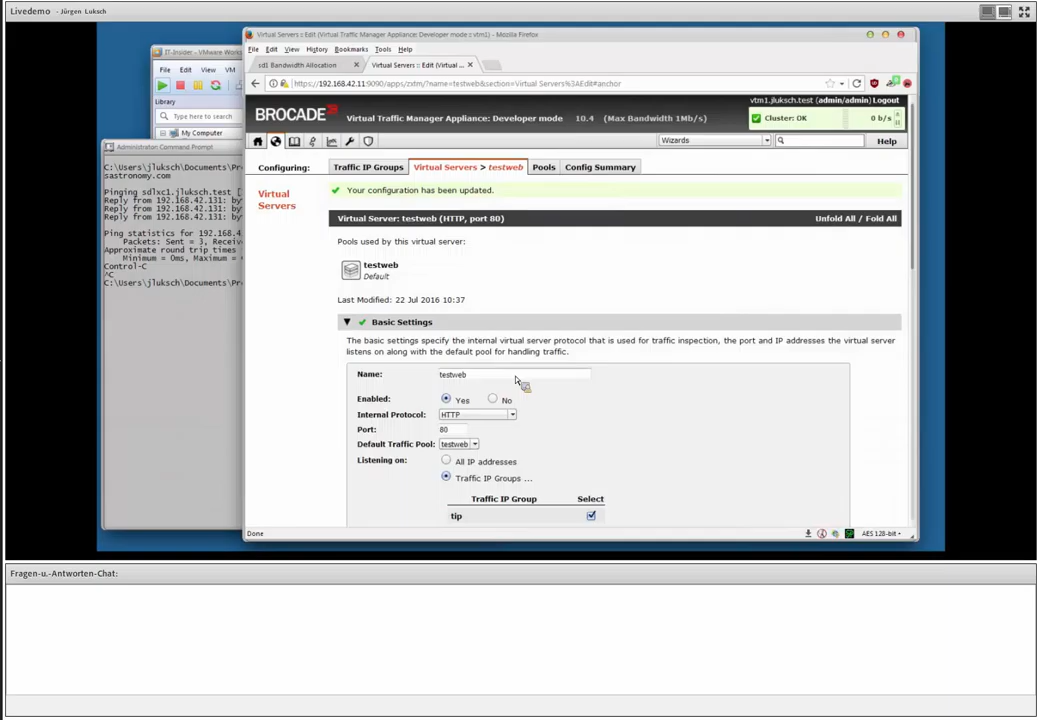 Livedemo - Jürgen Luksch
IT-Insider - VMware Works
File Edit View VM
Library
Type here to search
My Computer
Administrator: Command Prompt
C:\Users\jluksch\Documents\Pr
sastronomy.com
Pinging sdlxc1.jluksch.test [
Reply from 192.168.42.131: by
Reply from 192.168.42.131: by
Reply from 192.168.42.131: by
Ping statistics for 192.168.4
Packets: Sent = 3, Receive
Approximate round trip times
Minimum = 0ms, Maximum =
Control-C
^C
C:\Users\jluksch\Documents\Pr
Virtual Servers :: Edit (Virtual Traffic Manager Appliance: Developer mode :: vtm1) - Mozilla Firefox
File Edit View History Bookmarks Tools Help
sd1 Bandwidth Allocation
Virtual Servers :: Edit (Virtual ...
https://192.168.42.11:9090/apps/zxtm/?name=testweb&section=Virtual Servers%3AEdit#anchor
vtm1.jluksch.test (admin/admin) Logout
BROCADE Virtual Traffic Manager Appliance: Developer mode 10.4 (Max Bandwidth 1Mb/s)
Cluster: OK 0 b/s
Wizards Help
Configuring: Traffic IP Groups Virtual Servers > testweb Pools Config Summary
Virtual Servers
Your configuration has been updated.
Virtual Server: testweb (HTTP, port 80) Unfold All / Fold All
Pools used by this virtual server:
testweb
Default
Last Modified: 22 Jul 2016 10:37
Basic Settings
The basic settings specify the internal virtual server protocol that is used for traffic inspection, the port and IP addresses the virtual server
listens on along with the default pool for handling traffic.
Name: testweb
Enabled: Yes No
Internal Protocol: HTTP
Port: 80
Default Traffic Pool: testweb
Listening on: All IP addresses
Traffic IP Groups ...
Traffic IP Group Select
tip
Done AES 128-bit
Fragen-u.-Antworten-Chat: